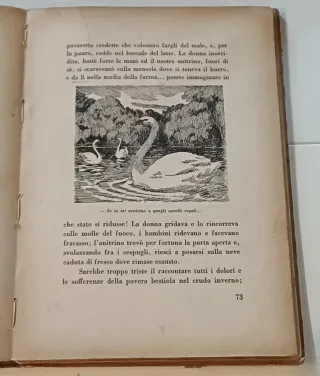 poveretto credette che volessero fargli del male, e, per
la paura, cadde nel boccale del latte. La donna inserdi-
dita, batté forte le mani ed il nostro anitrino, fuori di
sé, si scaraventò sulla mensola dove si teneva il burro,
e da lì nella madia della farina... potete immaginare in
— Se io mi avvicino a quegli uccelli regali...
che stato si ridusse! La donna gridava e lo rincorreva
colle molle del fuoco, i bambini ridevano e facevano
fracasso; l'anitrino trovò per fortuna la porta aperta e,
svolazzando fra i cespugli, riescì a posarsi sulla neve
caduta di fresco dove rimase esausto.
Sarebbe troppo triste il raccontare tutti i dolori e
le sofferenze della povera bestiola nel crudo inverno;
73